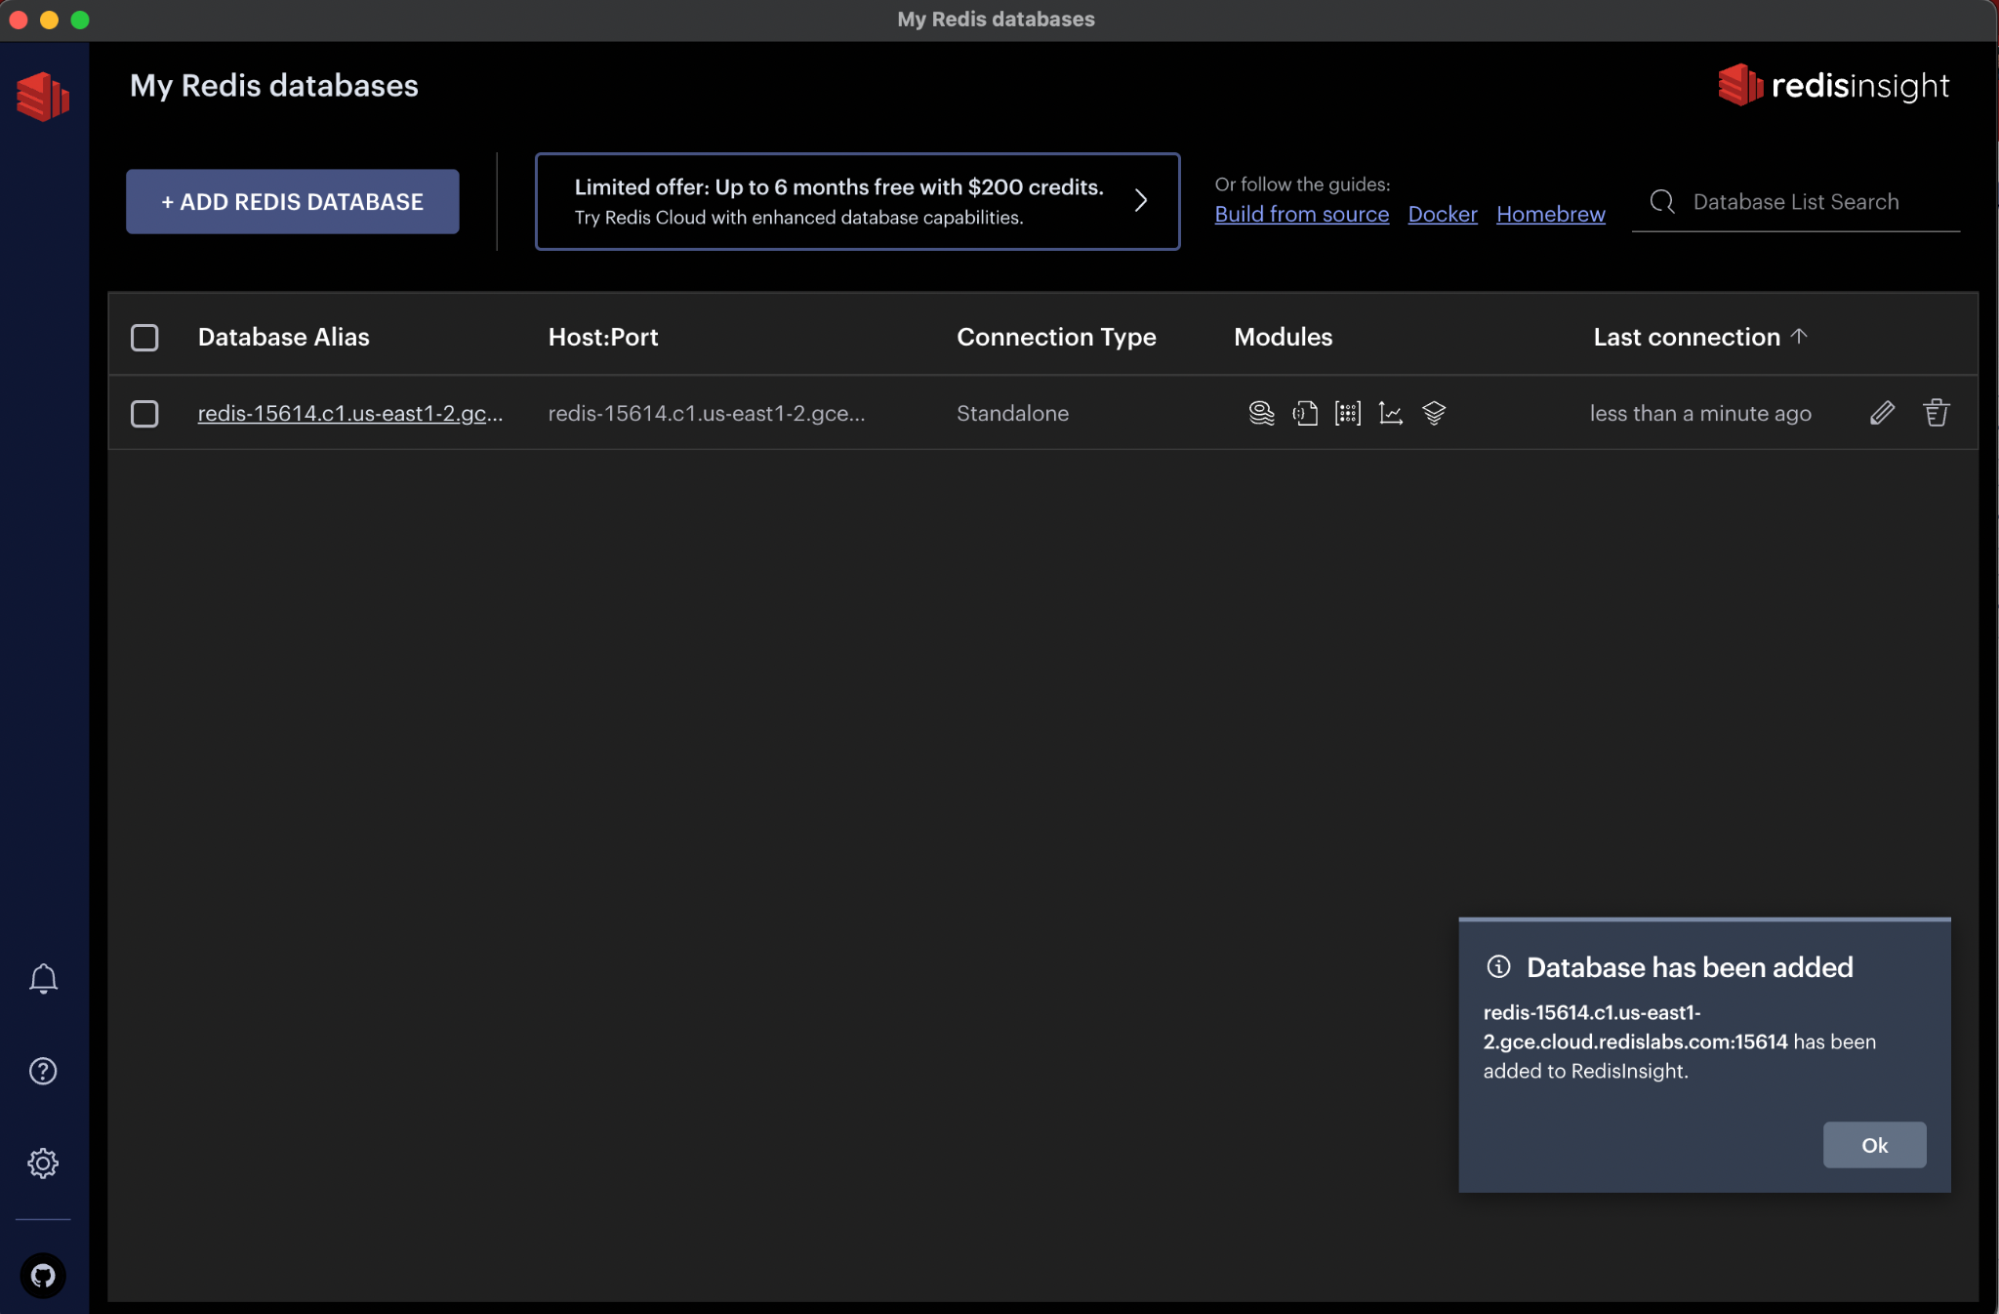 My Redis databases
My Redis databases
redisinsight
+ ADD REDIS DATABASE
Limited offer: Up to 6 months free with $200 credits.
Try Redis Cloud with enhanced database capabilities.
Or follow the guides:
Build from source Docker Homebrew
Database List Search
Database Alias Host:Port Connection Type Modules Last connection
redis-15614.c1.us-east1-2.gc... redis-15614.c1.us-east1-2.gce... Standalone less than a minute ago
Database has been added
redis-15614.c1.us-east1-
2.gce.cloud.redislabs.com:15614 has been
added to RedisInsight.
Ok